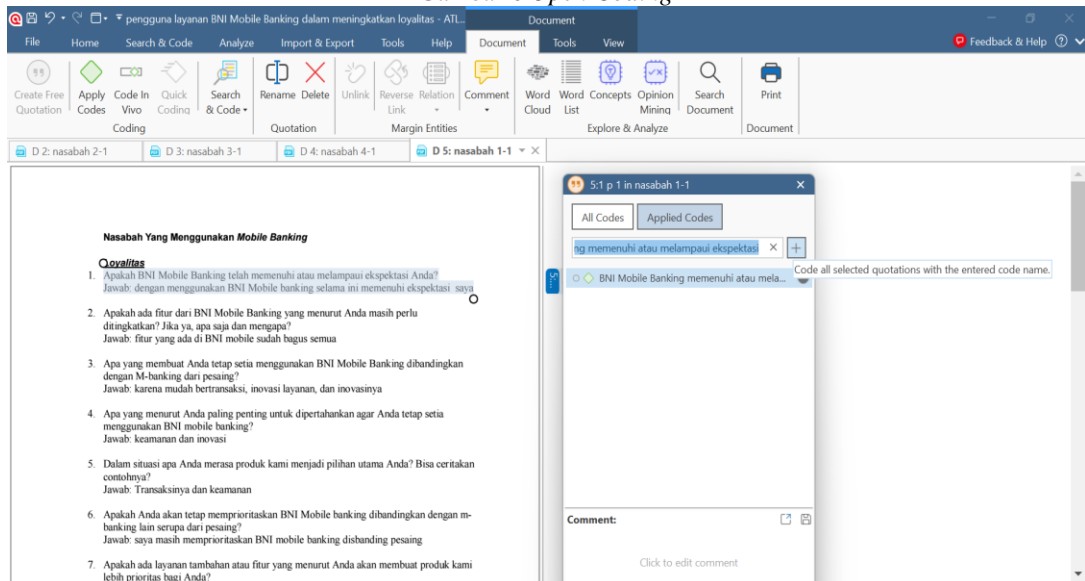 pengguna layanan BNI Mobile Banking dalam meningkatkan loyalitas - ATL...
Document
File Home Search & Code Analyze Import & Export Tools Help Document Tools View Feedback & Help
Create Free Quotation
Apply Codes
Code In Vivo
Quick Coding
Search & Code
Rename
Delete
Unlink
Reverse Link
Relation
Comment
Word Cloud
Word List
Concepts
Opinion Mining
Search Document
Print
Coding Quotation Margin Entities Explore & Analyze Document
D 2: nasabah 2-1 D 3: nasabah 3-1 D 4: nasabah 4-1 D 5: nasabah 1-1
Nasabah Yang Menggunakan Mobile Banking
Loyalitas
1. Apakah BNI Mobile Banking telah memenuhi atau melampaui ekspektasi Anda?
Jawab: dengan menggunakan BNI Mobile banking selama ini memenuhi ekspektasi saya
2. Apakah ada fitur dari BNI Mobile Banking yang menurut Anda masih perlu
ditingkatkan? Jika ya, apa saja dan mengapa?
Jawab: fitur yang ada di BNI mobile sudah bagus semua
3. Apa yang membuat Anda tetap setia menggunakan BNI Mobile Banking dibandingkan
dengan M-banking dari pesaing?
Jawab: karena mudah bertransaksi, inovasi layanan, dan inovasinya
4. Apa yang menurut Anda paling penting untuk dipertahankan agar Anda tetap setia
menggunakan BNI mobile banking?
Jawab: keamanan dan inovasi
5. Dalam situasi apa Anda merasa produk kami menjadi pilihan utama Anda? Bisa ceritakan
contohnya?
Jawab: Transaksinya dan keamanan
6. Apakah Anda akan tetap memprioritaskan BNI Mobile banking dibandingkan dengan m-
banking lain serupa dari pesaing?
Jawab: saya masih memprioritaskan BNI mobile banking disbanding pesaing
7. Apakah ada layanan tambahan atau fitur yang menurut Anda akan membuat produk kami
lebih prioritas bagi Anda?
5:...
5:1 p 1 in nasabah 1-1
All Codes Applied Codes
ng memenuhi atau melampaui ekspektasi
Code all selected quotations with the entered code name.
BNI Mobile Banking memenuhi atau mela...
Comment:
Click to edit comment